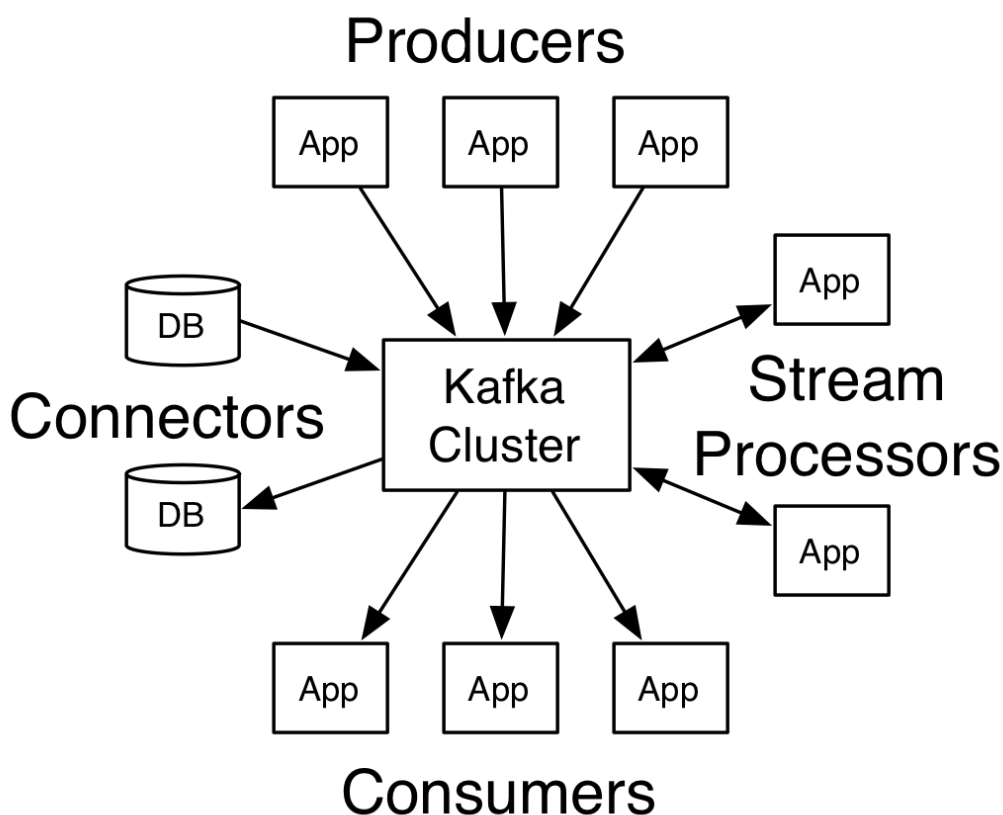 Producers
App
App
App
App
DB
Kafka
Cluster
Stream
Processors
Connectors
DB
App
App
App
App
Consumers